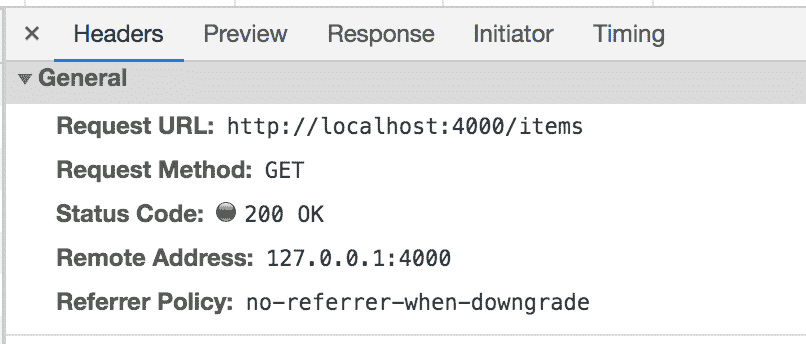 × Headers Preview Response Initiator Timing
▼ General
Request URL: http://localhost:4000/items
Request Method: GET
Status Code: 200 OK
Remote Address: 127.0.0.1:4000
Referrer Policy: no-referrer-when-downgrade